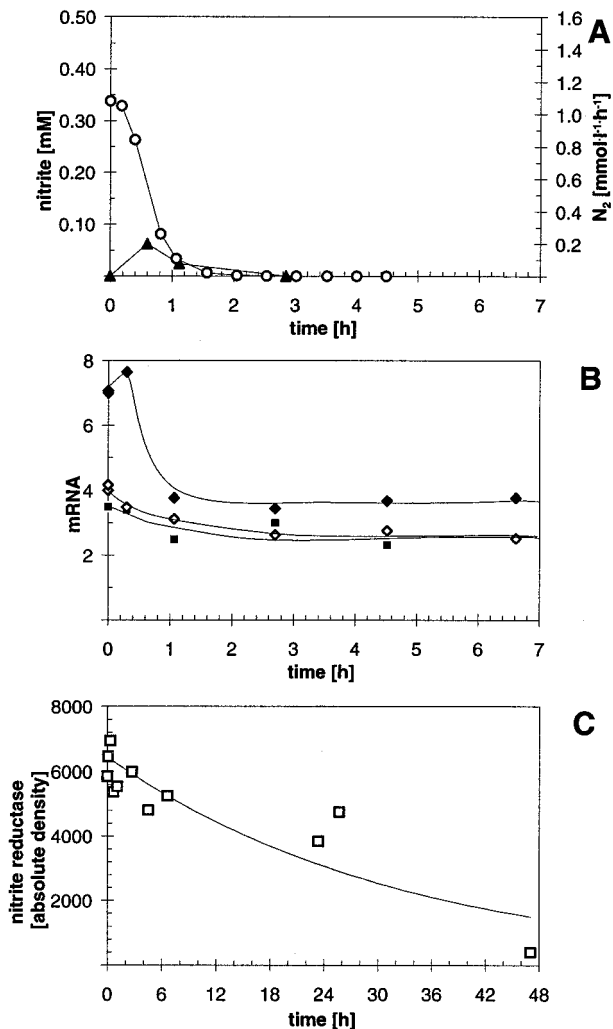 A
0.50
0.40
0.30
0.20
0.10
nitrite [mM]
1.6
1.4
1.2
1.0
0.8
0.6
0.4
0.2
N2 [mmol·l-1·h-1]
0 1 2 3 4 5 6 7
time [h]
B
8
6
4
2
mRNA
0 1 2 3 4 5 6 7
time [h]
C
8000
6000
4000
2000
nitrite reductase
[absolute density]
0 6 12 18 24 30 36 42 48
time [h]